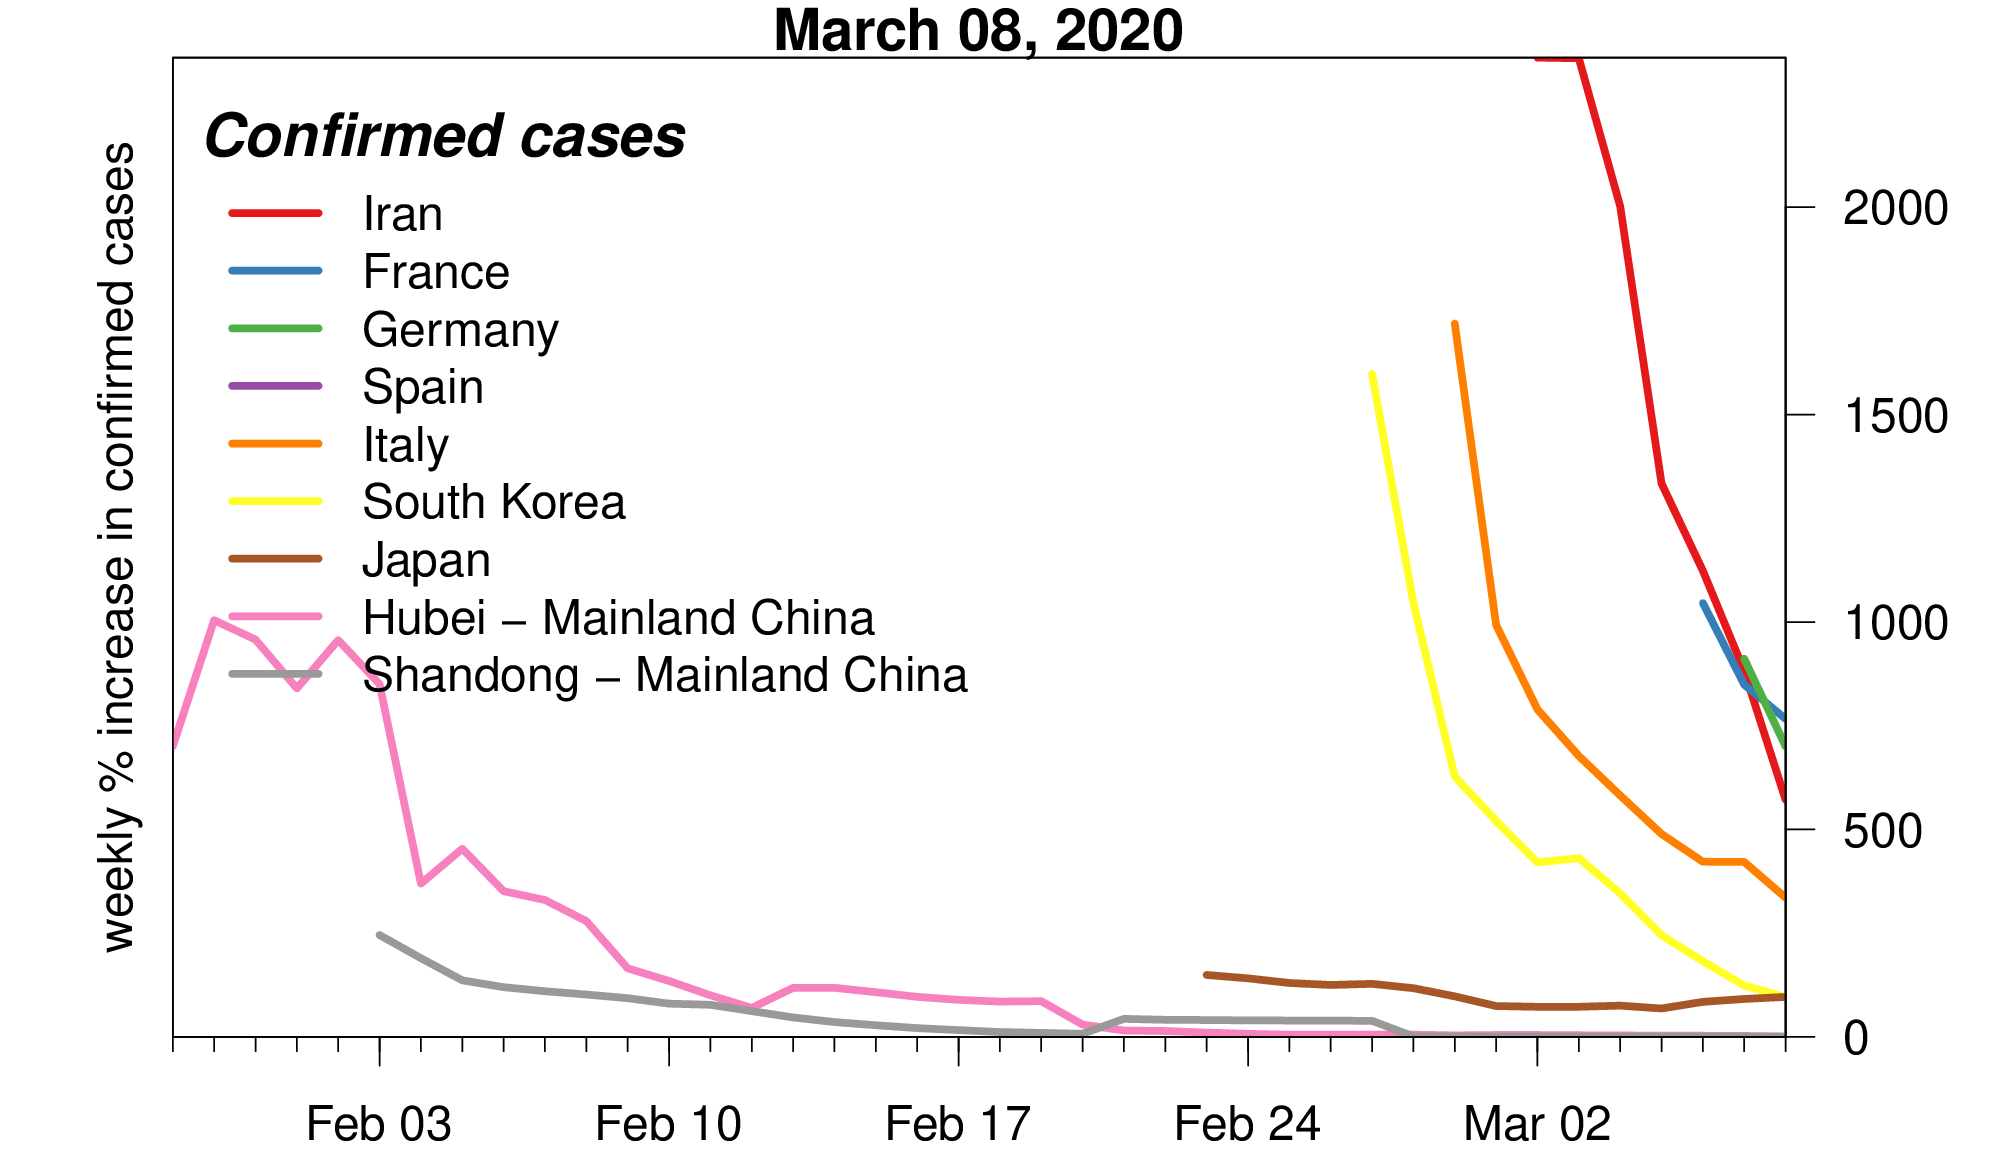 March 08, 2020
weekly % increase in confirmed cases
Confirmed cases
Iran
France
Germany
Spain
Italy
South Korea
Japan
Hubei – Mainland China
Shandong – Mainland China
2000
1500
1000
500
0
Feb 03
Feb 10
Feb 17
Feb 24
Mar 02